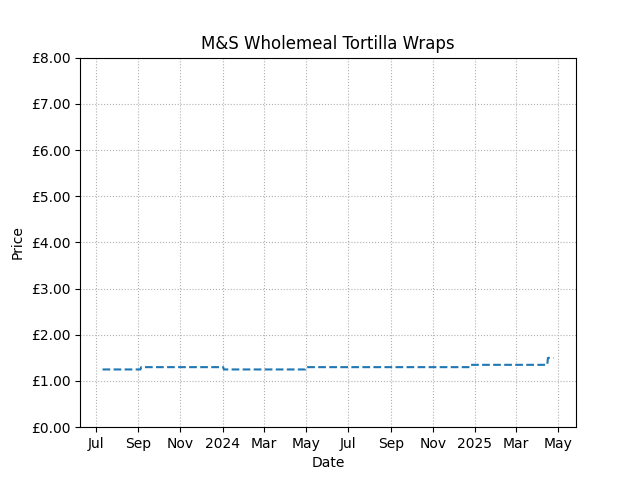 M&S Wholemeal Tortilla Wraps
£8.00
£7.00
£6.00
£5.00
£4.00
£3.00
£2.00
£1.00
£0.00
Price
Jul Sep Nov 2024 Mar May Jul Sep Nov 2025 Mar May
Date